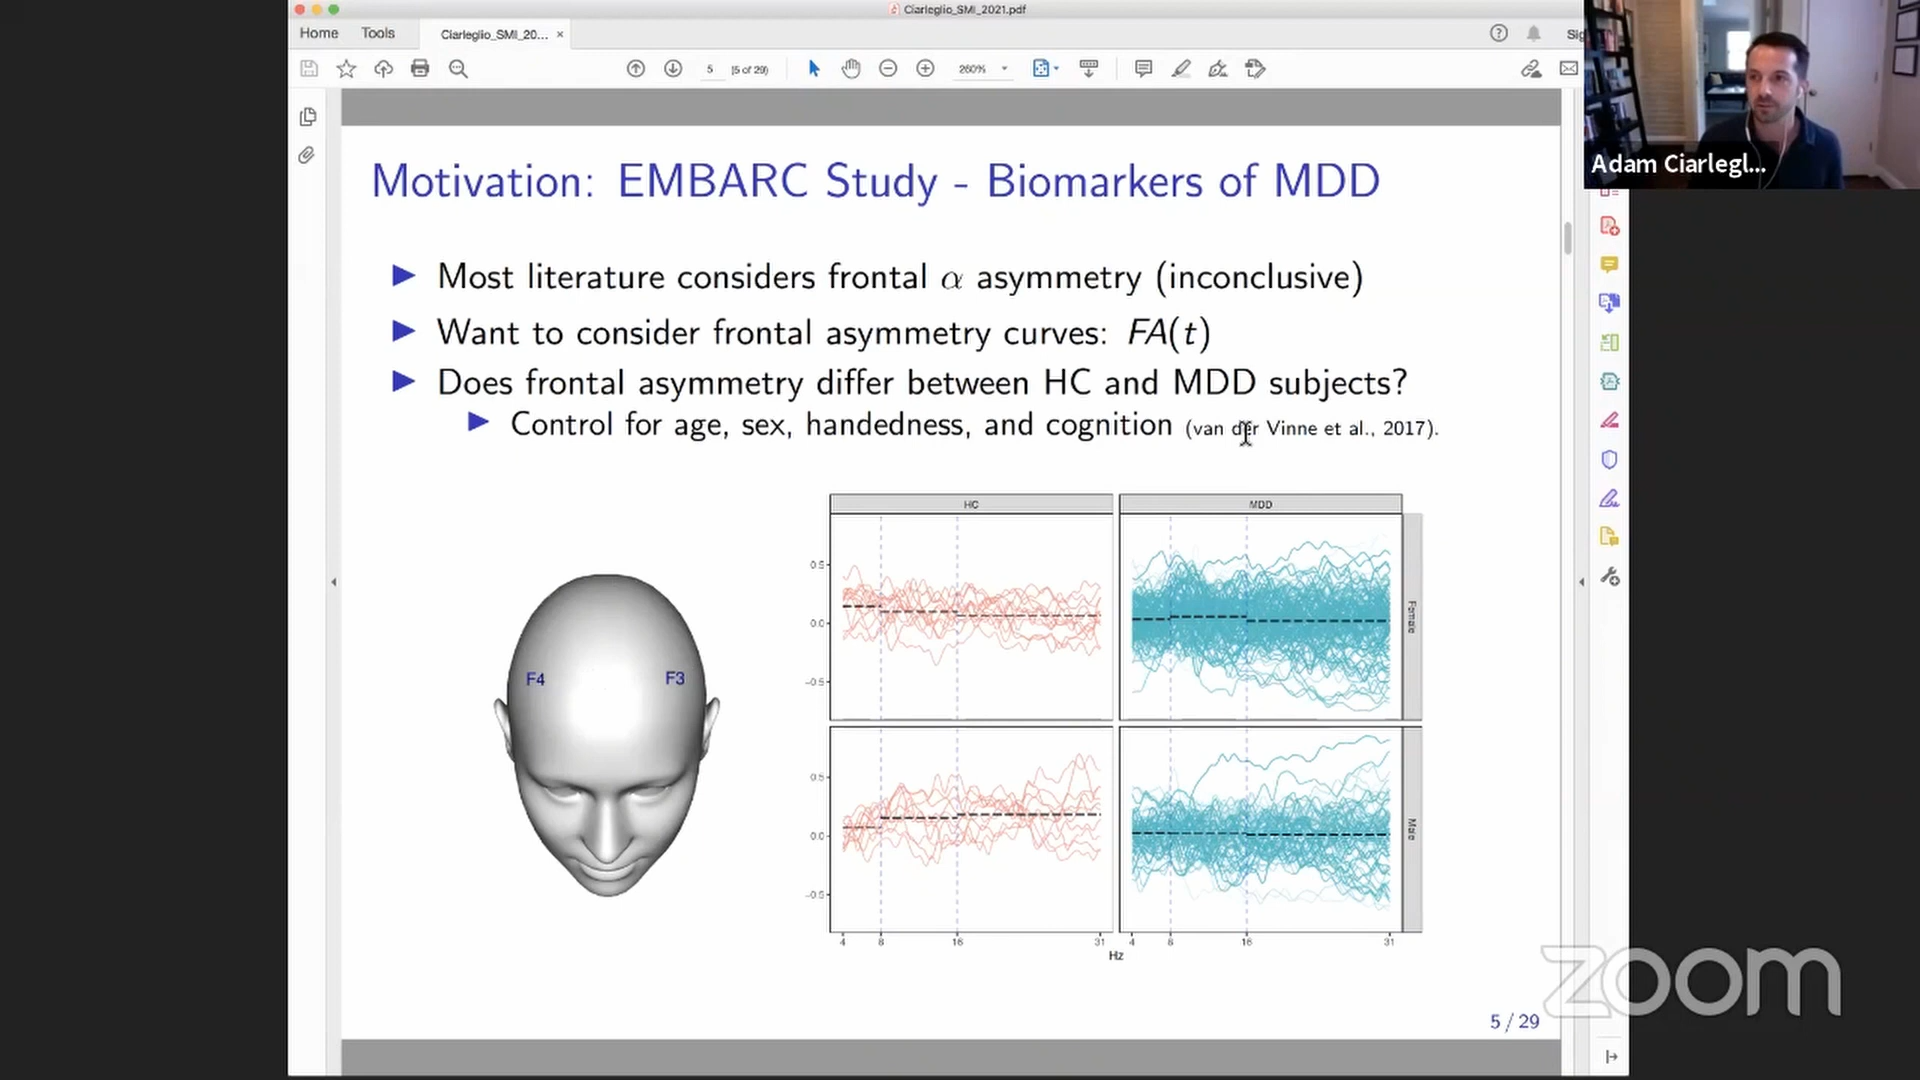 Ciarleglio_SMI_2021.pdf
Home Tools Ciarleglio_SMI_20... ×
5 (5 of 29) 260%
Adam Ciarlegl...
Motivation: EMBARC Study - Biomarkers of MDD
Most literature considers frontal α asymmetry (inconclusive)
Want to consider frontal asymmetry curves: FA(t)
Does frontal asymmetry differ between HC and MDD subjects?
Control for age, sex, handedness, and cognition (van der Vinne et al., 2017).
HC MDD
0.5
0.0
-0.5
Female
0.5
0.0
-0.5
Male
4 8 16 31 4 8 16 31
Hz
F4 F3
5 / 29
zoom